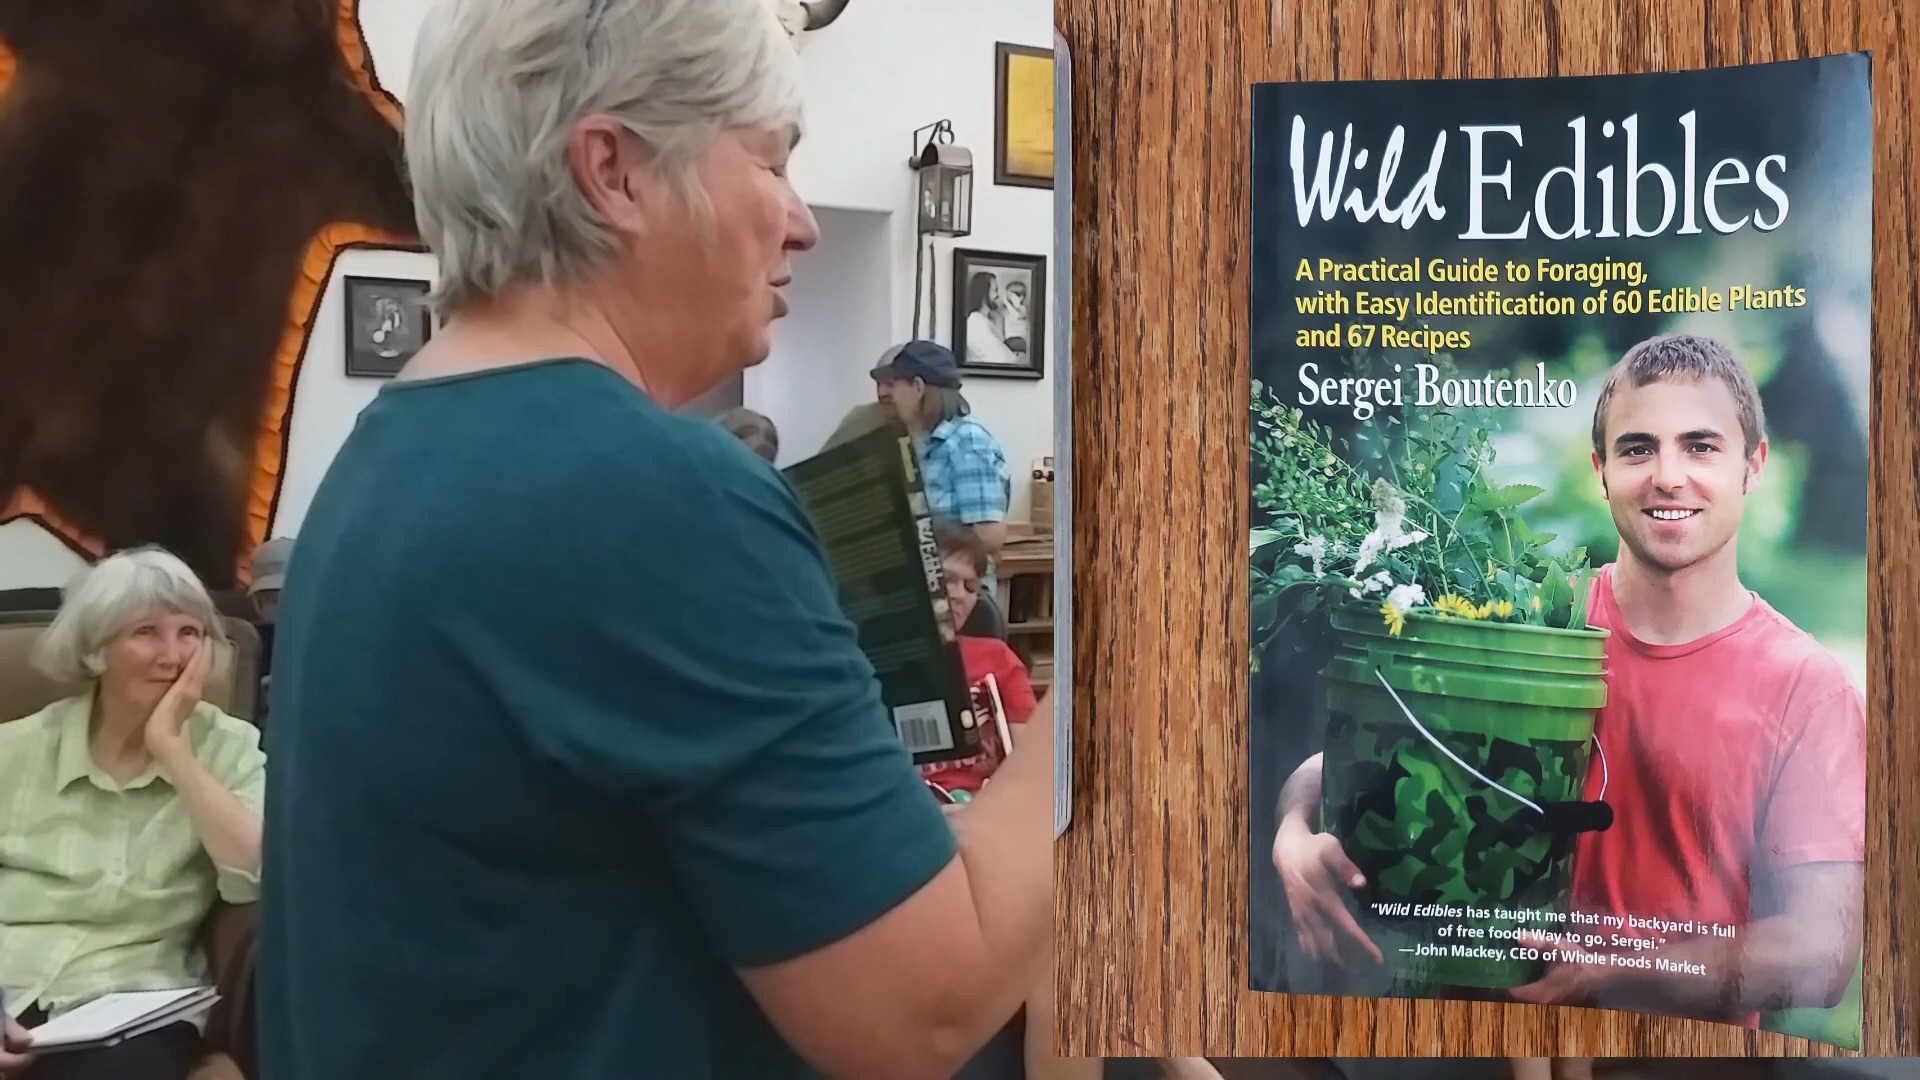 Wild Edibles
A Practical Guide to Foraging,
with Easy Identification of 60 Edible Plants
and 67 Recipes
Sergei Boutenko
“Wild Edibles has taught me that my backyard is full
of free food! Way to go, Sergei.”
—John Mackey, CEO of Whole Foods Market